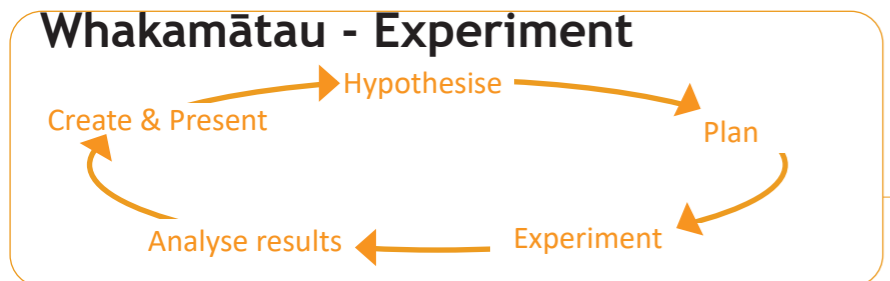 Whakamātau - Experiment
Hypothesise
Create & Present
Plan
Experiment
Analyse results